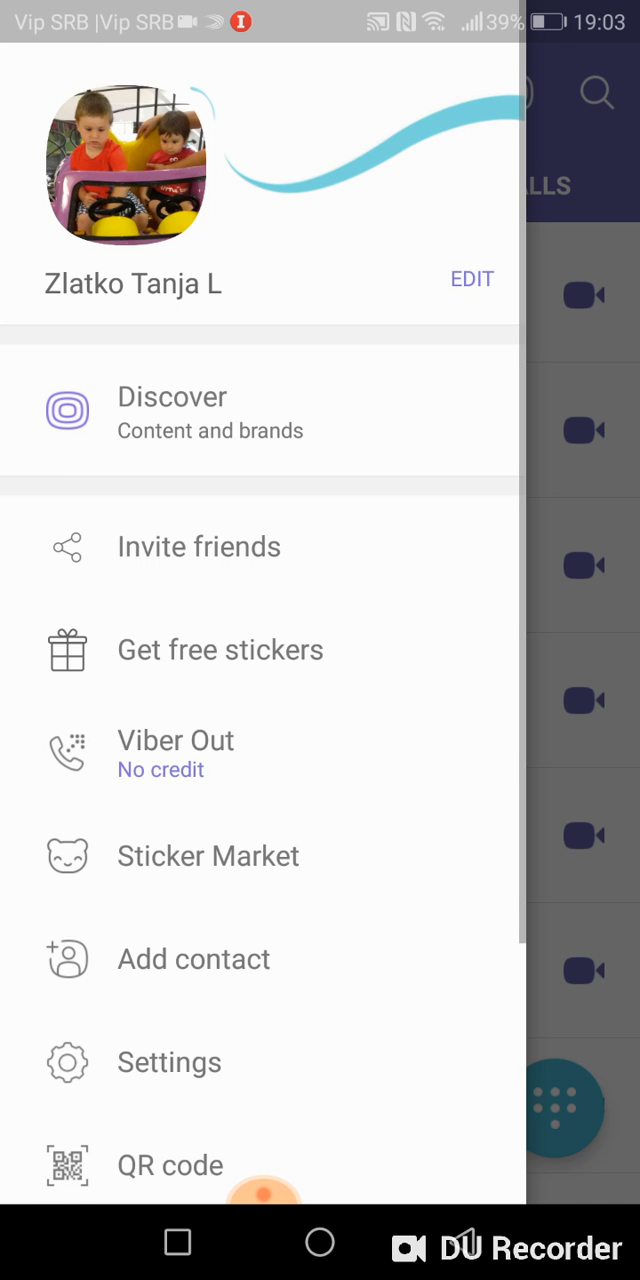 Vip SRB |Vip SRB 39% 19:03
LLS
Zlatko Tanja L EDIT
Discover
Content and brands
Invite friends
Get free stickers
Viber Out
No credit
Sticker Market
Add contact
Settings
QR code
DU Recorder